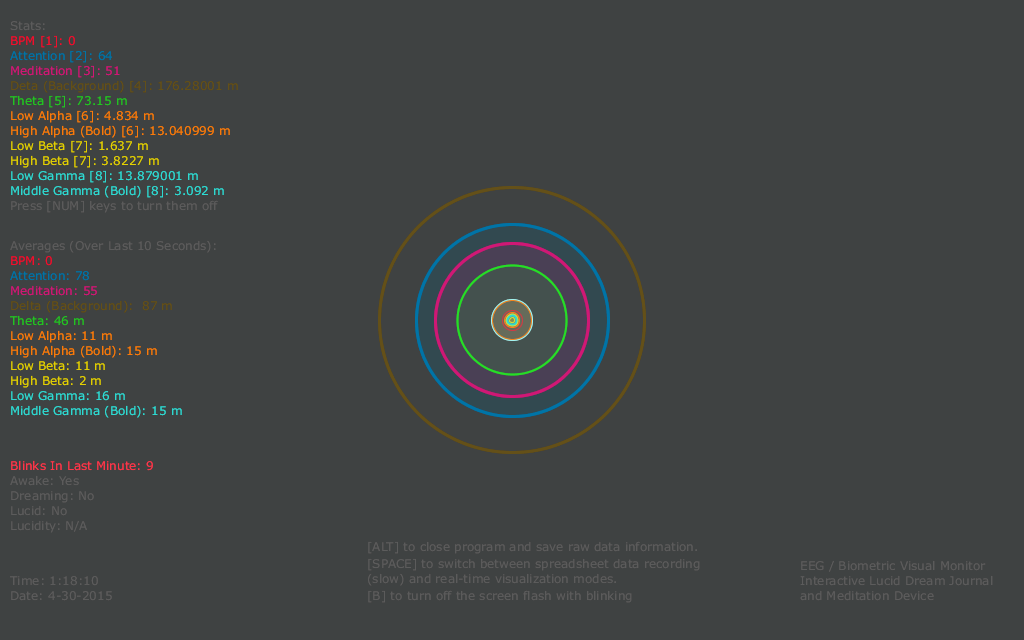 Stats:
BPM [1]: 0
Attention [2]: 64
Meditation [3]: 51
Delta (Background) [4]: 176.28001 m
Theta [5]: 73.15 m
Low Alpha [6]: 4.834 m
High Alpha (Bold) [6]: 13.040999 m
Low Beta [7]: 1.637 m
High Beta [7]: 3.8227 m
Low Gamma [8]: 13.879001 m
Middle Gamma (Bold) [8]: 3.092 m
Press [NUM] keys to turn them off
Averages (Over Last 10 Seconds):
BPM: 0
Attention: 78
Meditation: 55
Delta (Background):  87 m
Theta: 46 m
Low Alpha: 11 m
High Alpha (Bold): 15 m
Low Beta: 11 m
High Beta: 2 m
Low Gamma: 16 m
Middle Gamma (Bold): 15 m
Blinks In Last Minute: 9
Awake: Yes
Dreaming: No
Lucid: No
Lucidity: N/A
Time: 1:18:10
Date: 4-30-2015
[ALT] to close program and save raw data information.
[SPACE] to switch between spreadsheet data recording
(slow) and real-time visualization modes.
[B] to turn off the screen flash with blinking
EEG / Biometric Visual Monitor
Interactive Lucid Dream Journal
and Meditation Device